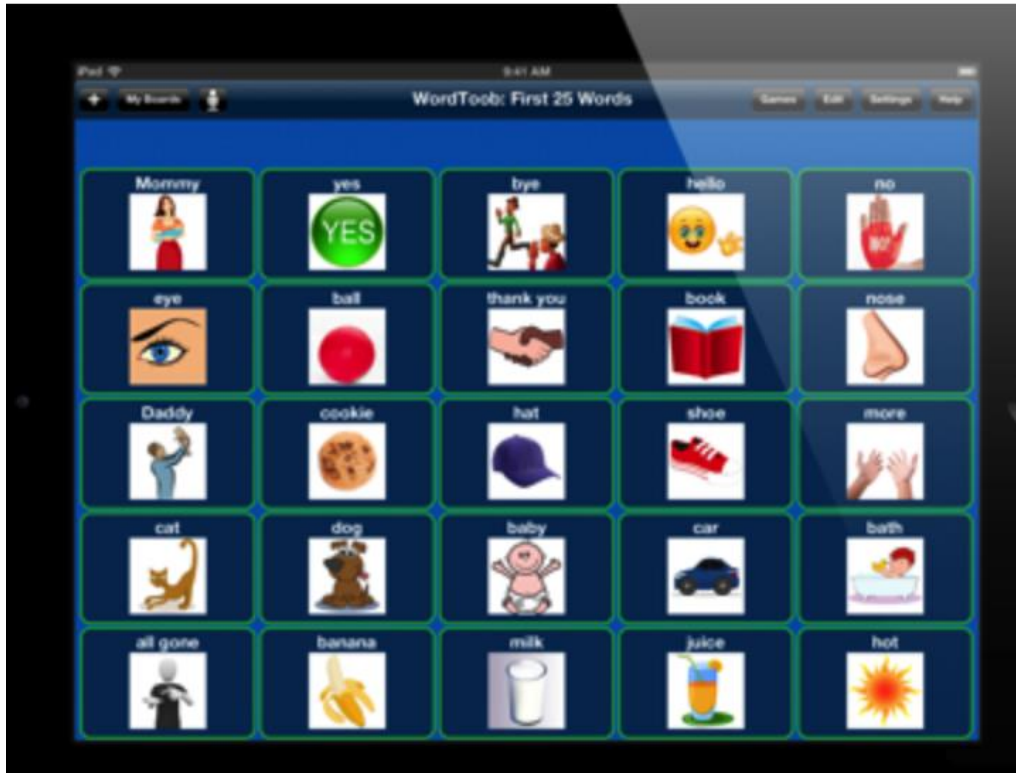 iPad 9:41 AM
+ My Boards WordToob: First 25 Words Games Edit Settings Help
Mommy yes bye hello no
YES NO!
eye ball thank you book nose
Daddy cookie hat shoe more
cat dog baby car bath
all gone banana milk juice hot